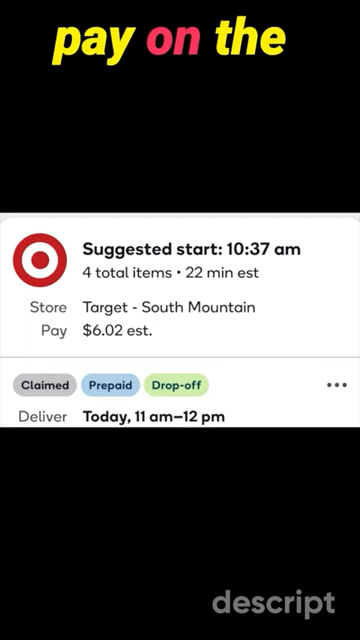 pay on the
Suggested start: 10:37 am
4 total items • 22 min est
Store Target - South Mountain
Pay $6.02 est.
Claimed Prepaid Drop-off
Deliver Today, 11 am–12 pm
descript